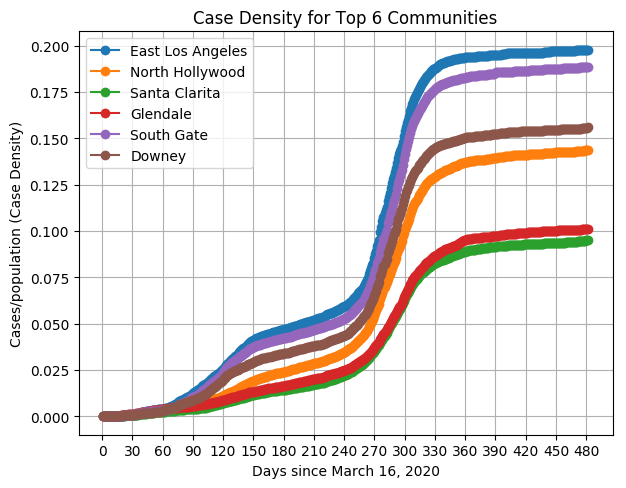 Case Density for Top 6 Communities
0.200
0.175
0.150
0.125
0.100
0.075
0.050
0.025
0.000
Cases/population (Case Density)
East Los Angeles
North Hollywood
Santa Clarita
Glendale
South Gate
Downey
0 30 60 90 120 150 180 210 240 270 300 330 360 390 420 450 480
Days since March 16, 2020